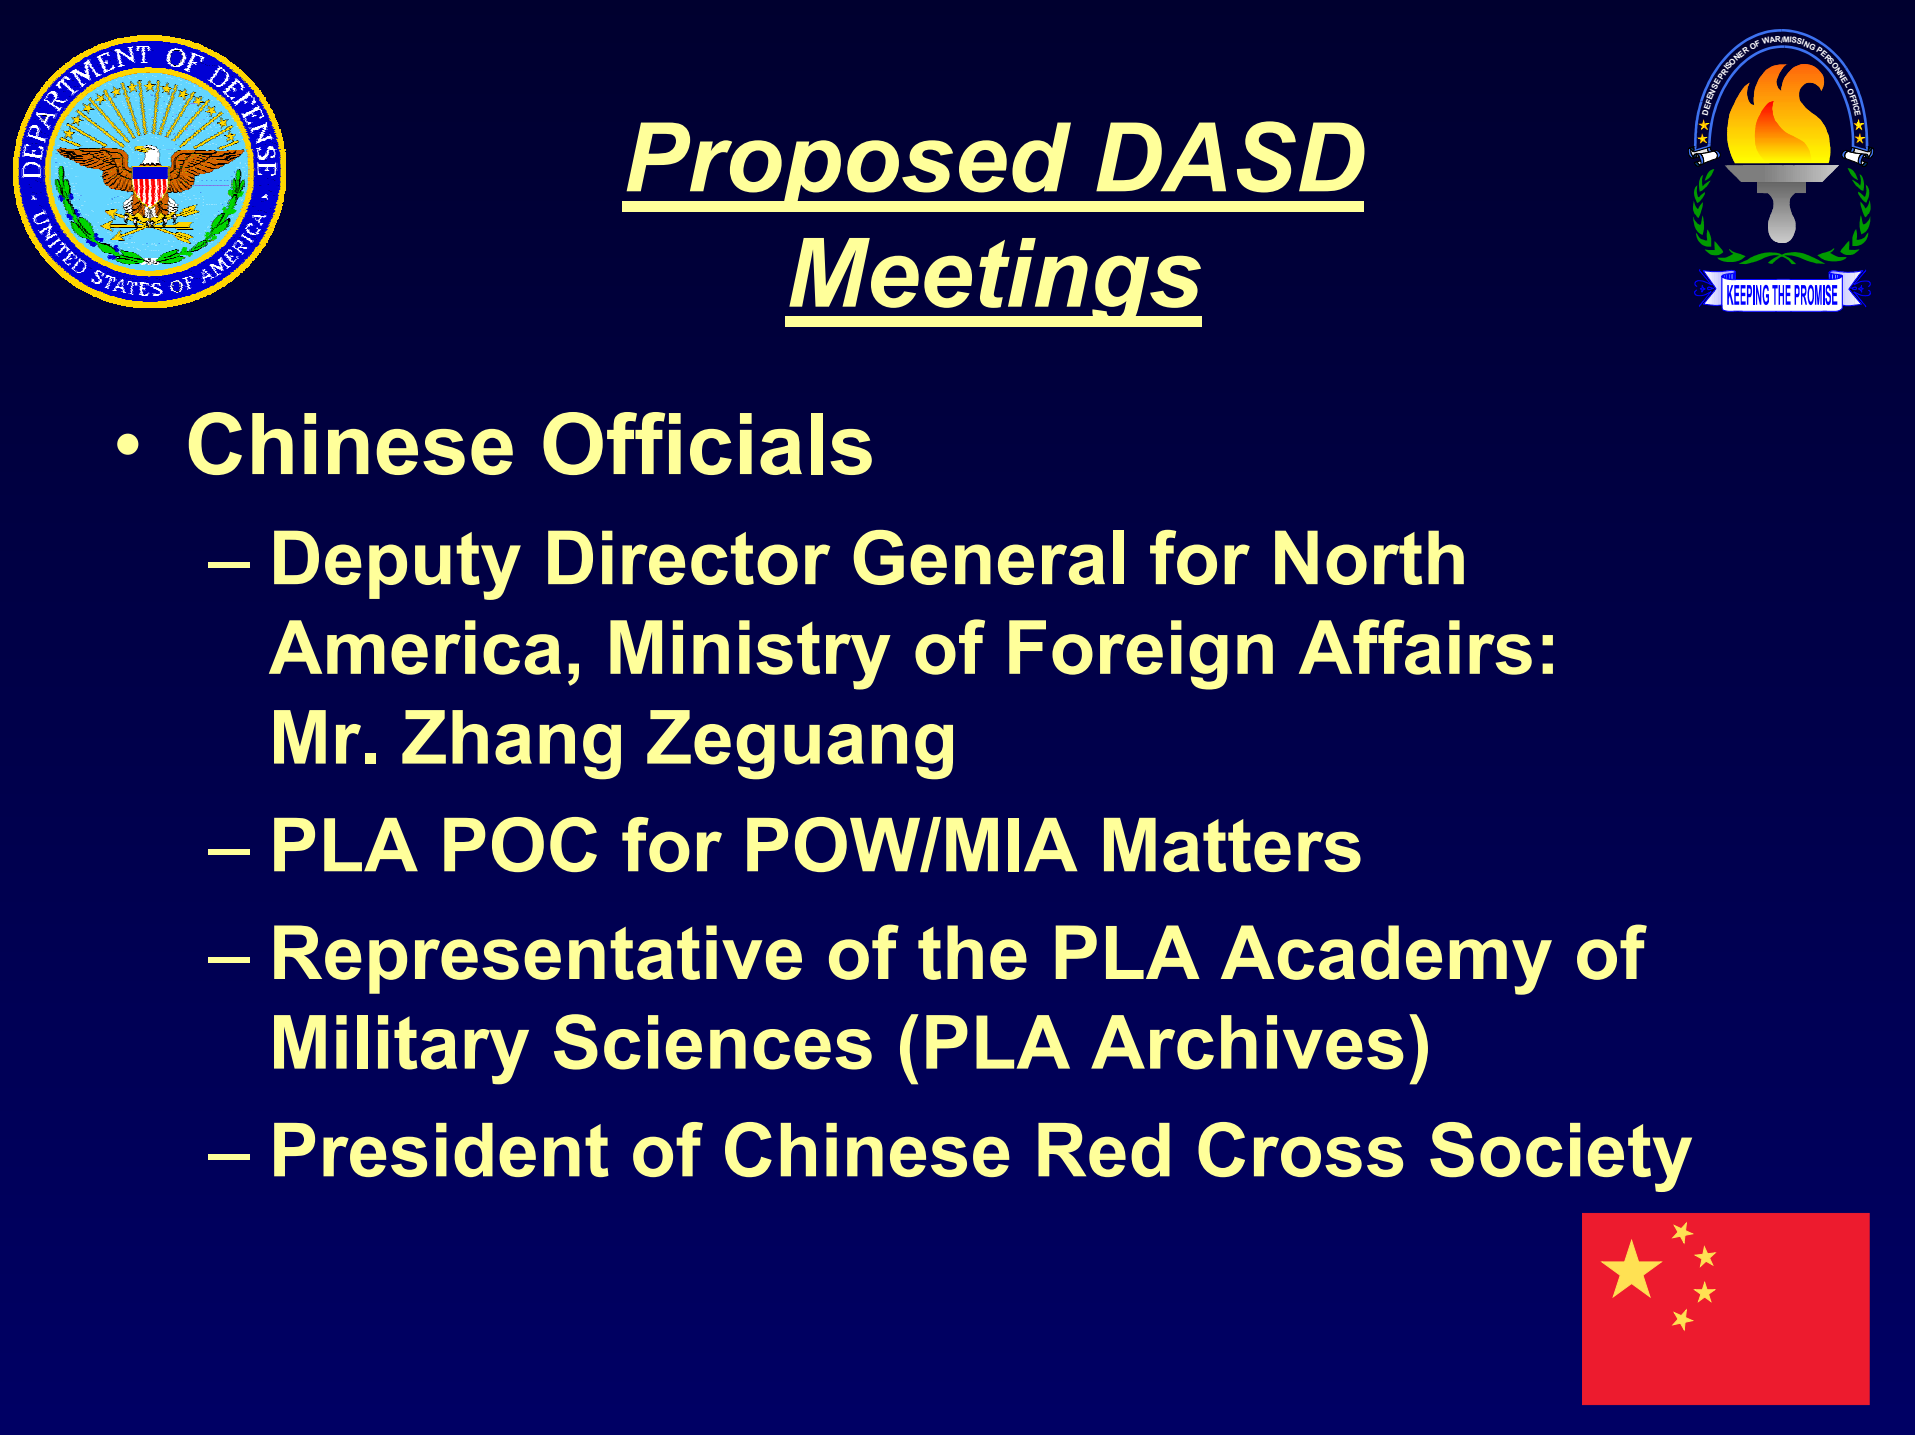 DEPARTMENT OF DEFENSE
UNITED STATES OF AMERICA
DEFENSE PRISONER OF WAR/MISSING PERSONNEL OFFICE
KEEPING THE PROMISE
Proposed DASD
Meetings
• Chinese Officials
– Deputy Director General for North
America, Ministry of Foreign Affairs:
Mr. Zhang Zeguang
– PLA POC for POW/MIA Matters
– Representative of the PLA Academy of
Military Sciences (PLA Archives)
– President of Chinese Red Cross Society